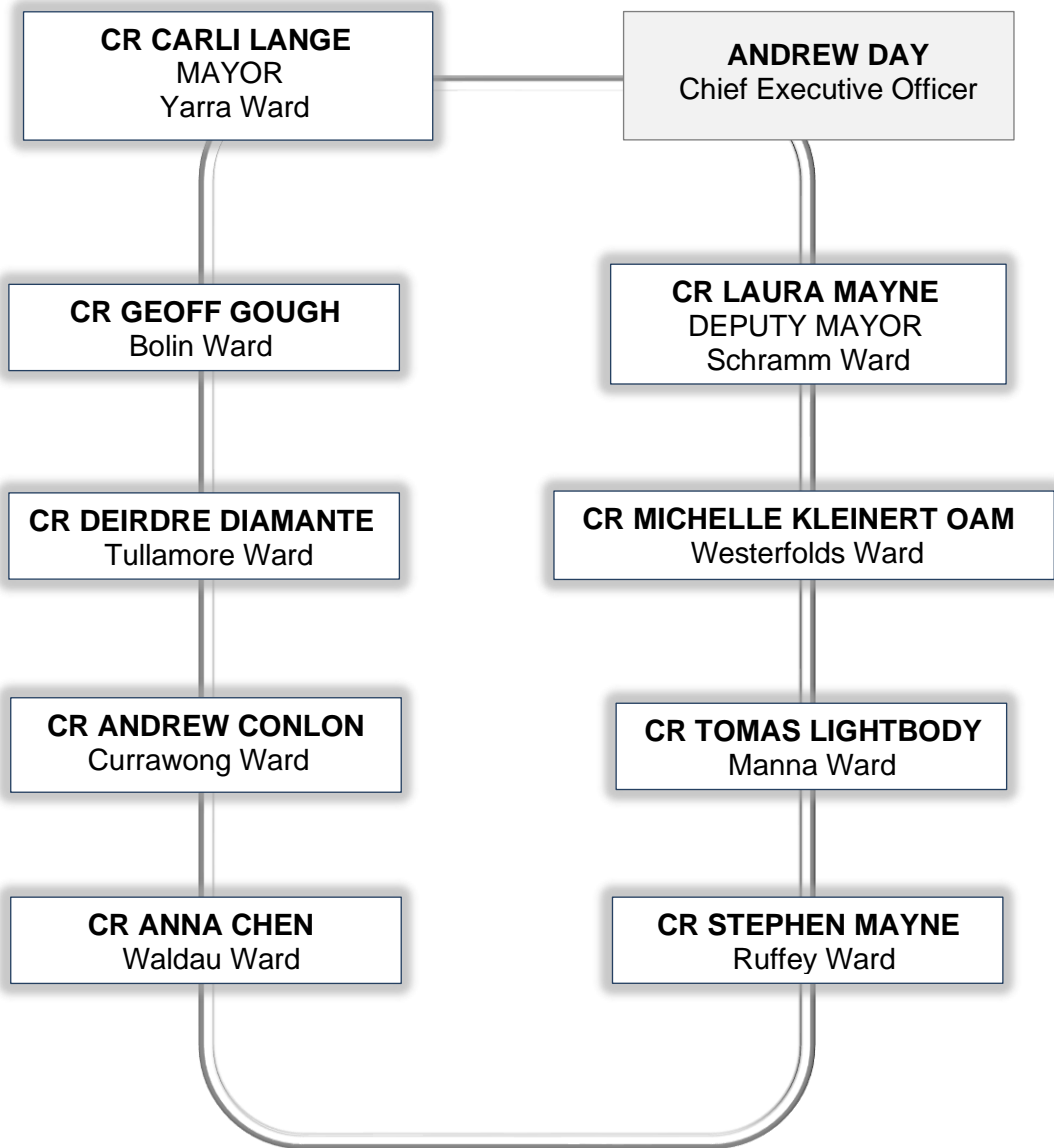 CR CARLI LANGE
MAYOR
Yarra Ward
ANDREW DAY
Chief Executive Officer
CR GEOFF GOUGH
Bolin Ward
CR LAURA MAYNE
DEPUTY MAYOR
Schramm Ward
CR DEIRDRE DIAMANTE
Tullamore Ward
CR MICHELLE KLEINERT OAM
Westerfolds Ward
CR ANDREW CONLON
Currawong Ward
CR TOMAS LIGHTBODY
Manna Ward
CR ANNA CHEN
Waldau Ward
CR STEPHEN MAYNE
Ruffey Ward